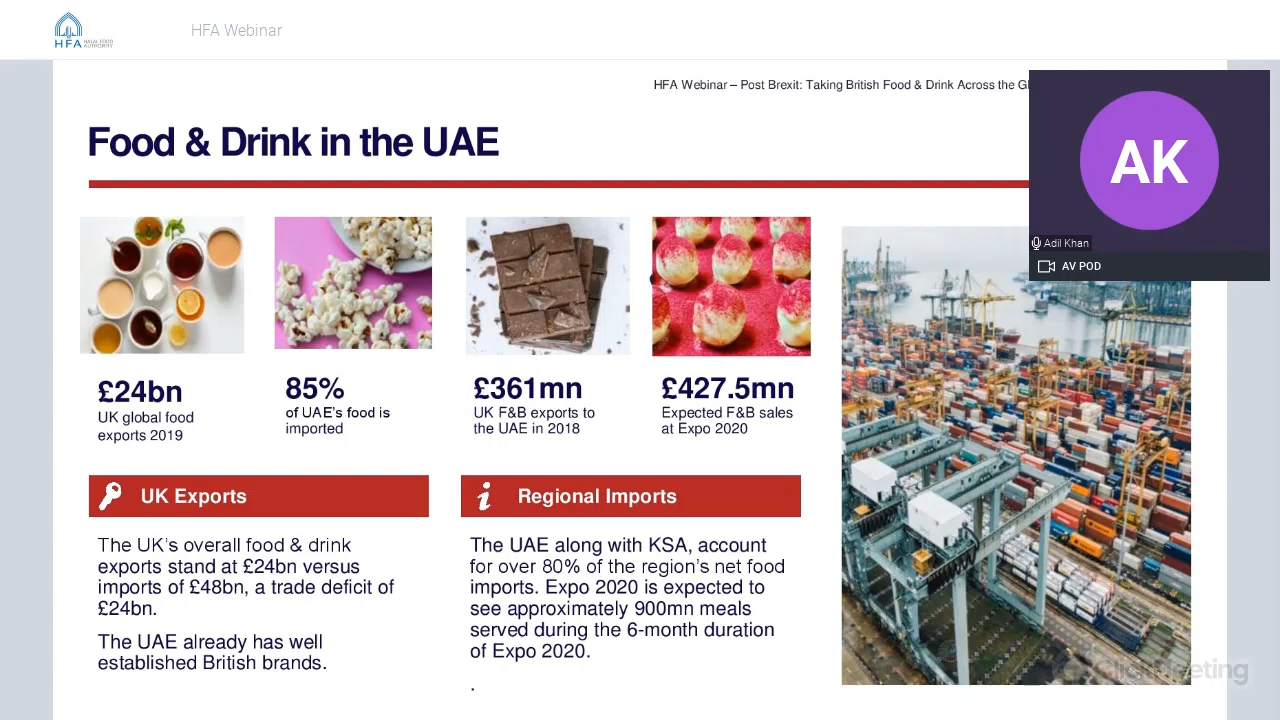 HFA
HALAL FOOD
AUTHORITY
HFA Webinar
HFA Webinar – Post Brexit: Taking British Food & Drink Across the
AK
Adil Khan
AV POD
Food & Drink in the UAE
£24bn
UK global food
exports 2019
85%
of UAE’s food is
imported
£361mn
UK F&B exports to
the UAE in 2018
£427.5mn
Expected F&B sales
at Expo 2020
UK Exports
The UK’s overall food & drink
exports stand at £24bn versus
imports of £48bn, a trade deficit of
£24bn.
The UAE already has well
established British brands.
Regional Imports
The UAE along with KSA, account
for over 80% of the region’s net food
imports. Expo 2020 is expected to
see approximately 900mn meals
served during the 6-month duration
of Expo 2020.
.
ClickMeeting